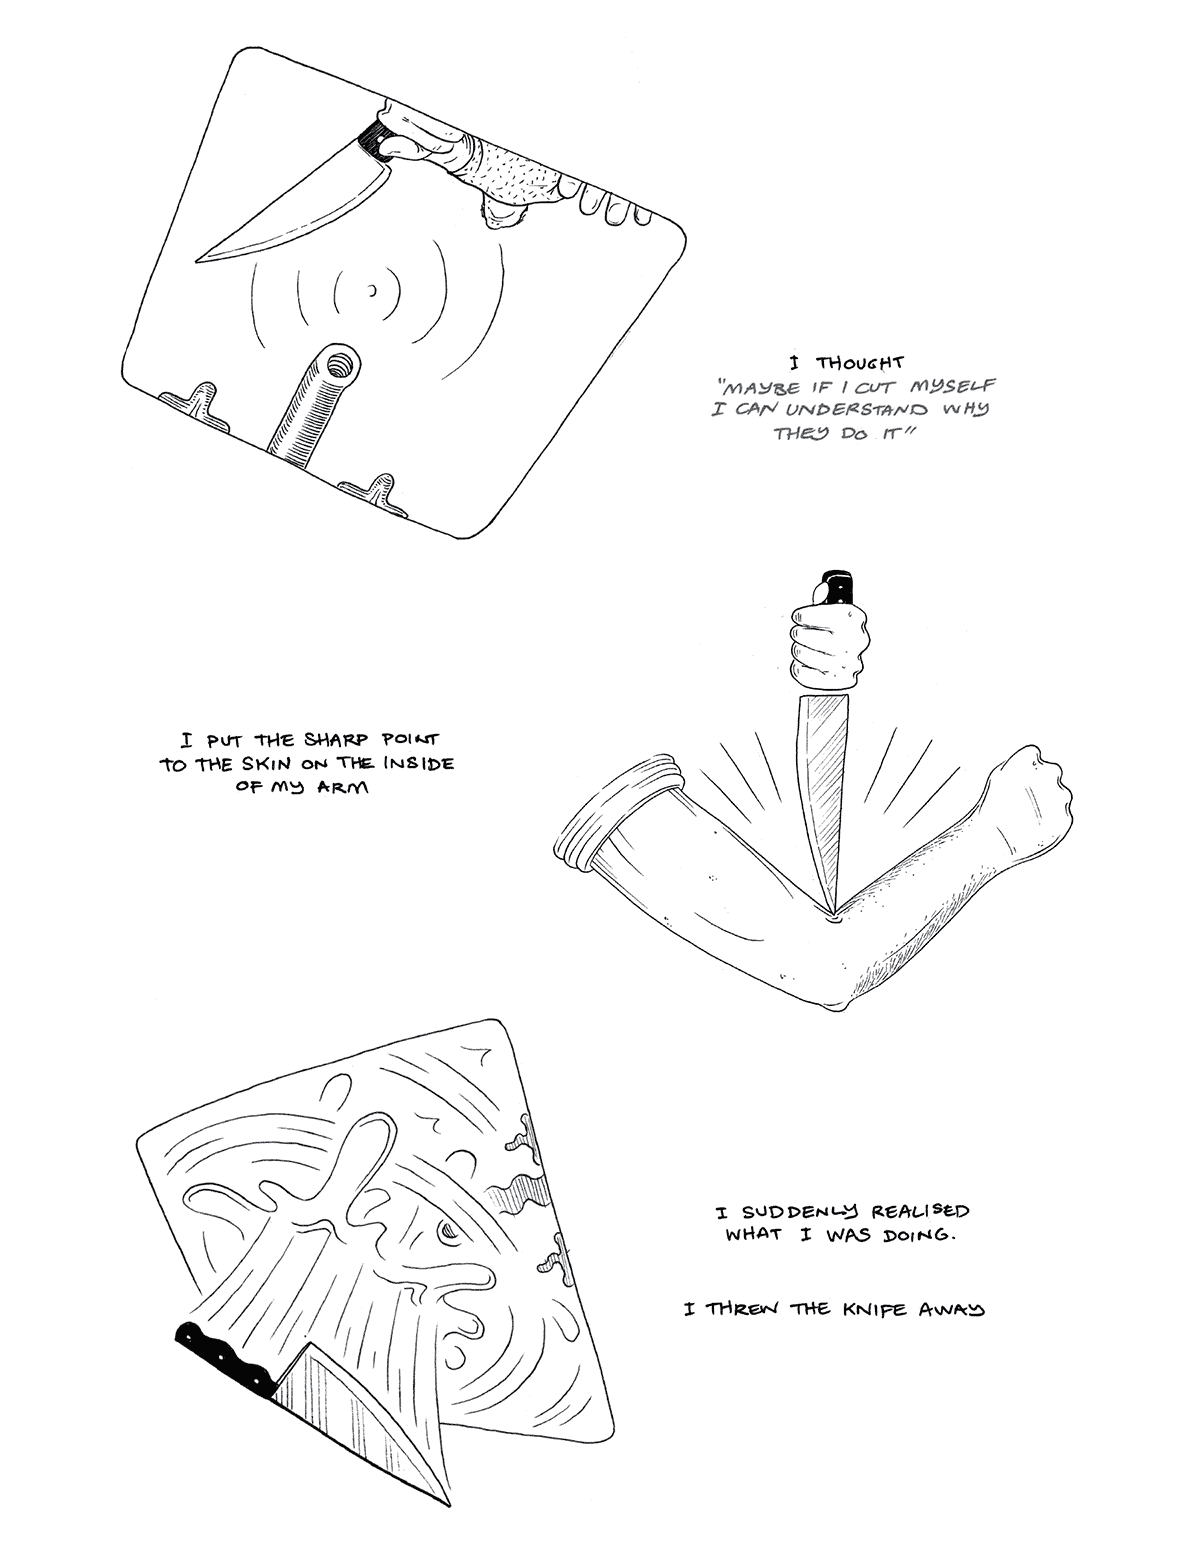 I THOUGHT
"MAYBE IF I CUT MYSELF
I CAN UNDERSTAND WHY
THEY DO IT"
I PUT THE SHARP POINT
TO THE SKIN ON THE INSIDE
OF MY ARM
I SUDDENLY REALISED
WHAT I WAS DOING.
I THREW THE KNIFE AWAY